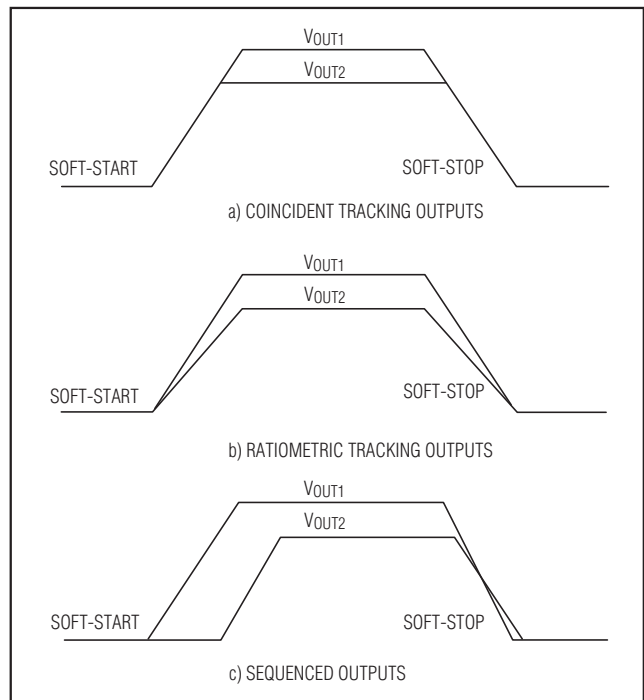 VOUT1
VOUT2
SOFT-START SOFT-STOP
a) COINCIDENT TRACKING OUTPUTS
VOUT1
VOUT2
SOFT-START SOFT-STOP
b) RATIOMETRIC TRACKING OUTPUTS
VOUT1
VOUT2
SOFT-START SOFT-STOP
c) SEQUENCED OUTPUTS